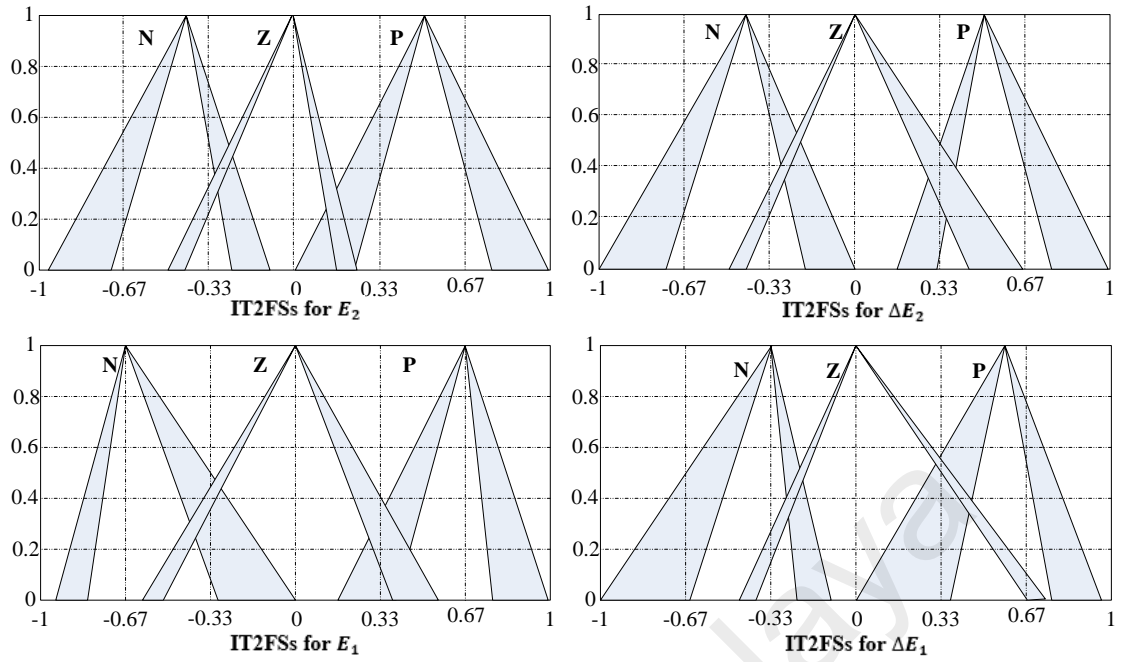 1
0.8
0.6
0.4
0.2
0
N
Z
P
-1 -0.67 -0.33 0 0.33 0.67 1
IT2FSs for E₂
1
0.8
0.6
0.4
0.2
0
N
Z
P
-1 -0.67 -0.33 0 0.33 0.67 1
IT2FSs for ΔE₂
1
0.8
0.6
0.4
0.2
0
N
Z
P
-1 -0.67 -0.33 0 0.33 0.67 1
IT2FSs for E₁
1
0.8
0.6
0.4
0.2
0
N
Z
P
-1 -0.67 -0.33 0 0.33 0.67 1
IT2FSs for ΔE₁
laya